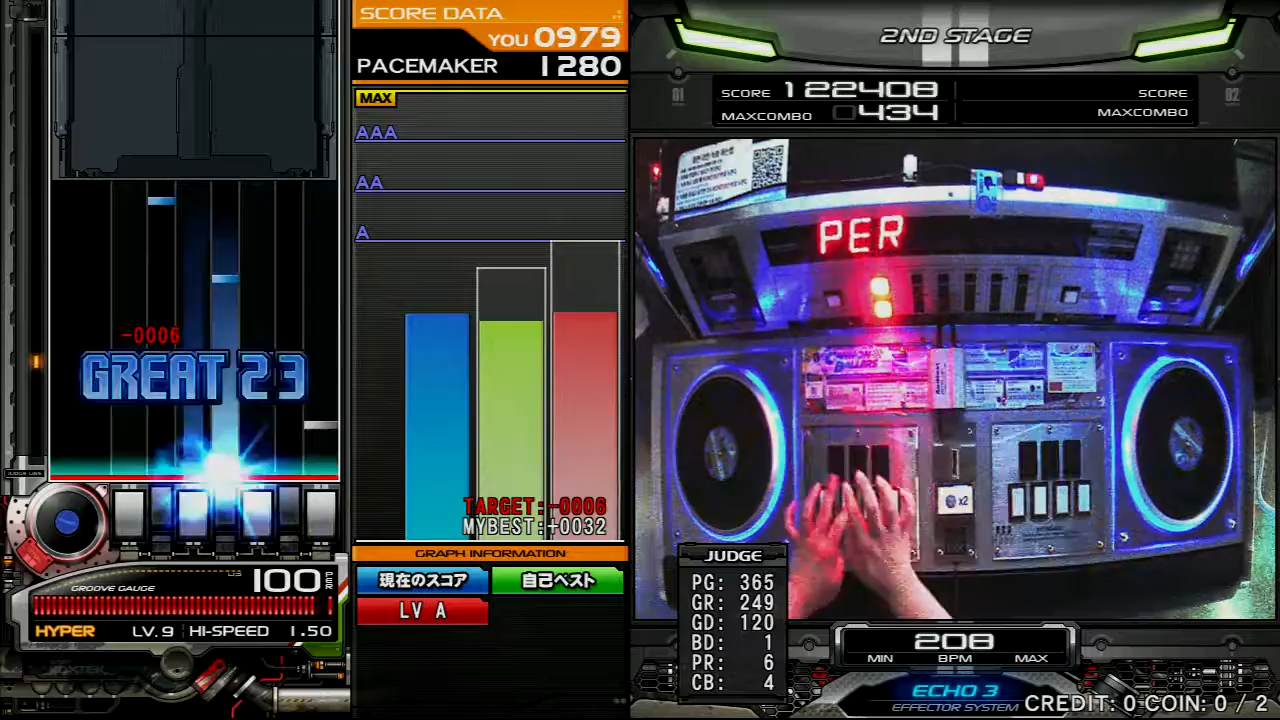 SCORE DATA
YOU 0979
PACEMAKER 1280
MAX
AAA
AA
A
-0006
GREAT 23
TARGET:-0006
MYBEST:+0032
GRAPH INFORMATION
現在のスコア
自己ベスト
LV A
GROOVE GAUGE
100
HYPER LV.9 HI-SPEED 1.50
2ND STAGE
01
SCORE 122408
MAXCOMBO 434
SCORE
MAXCOMBO
02
PER
x2
JUDGE
PG: 365
GR: 249
GD: 120
BD: 1
PR: 6
CB: 4
208
MIN BPM MAX
ECHO 3
EFFECTOR SYSTEM
CREDIT: 0 COIN: 0 / 2